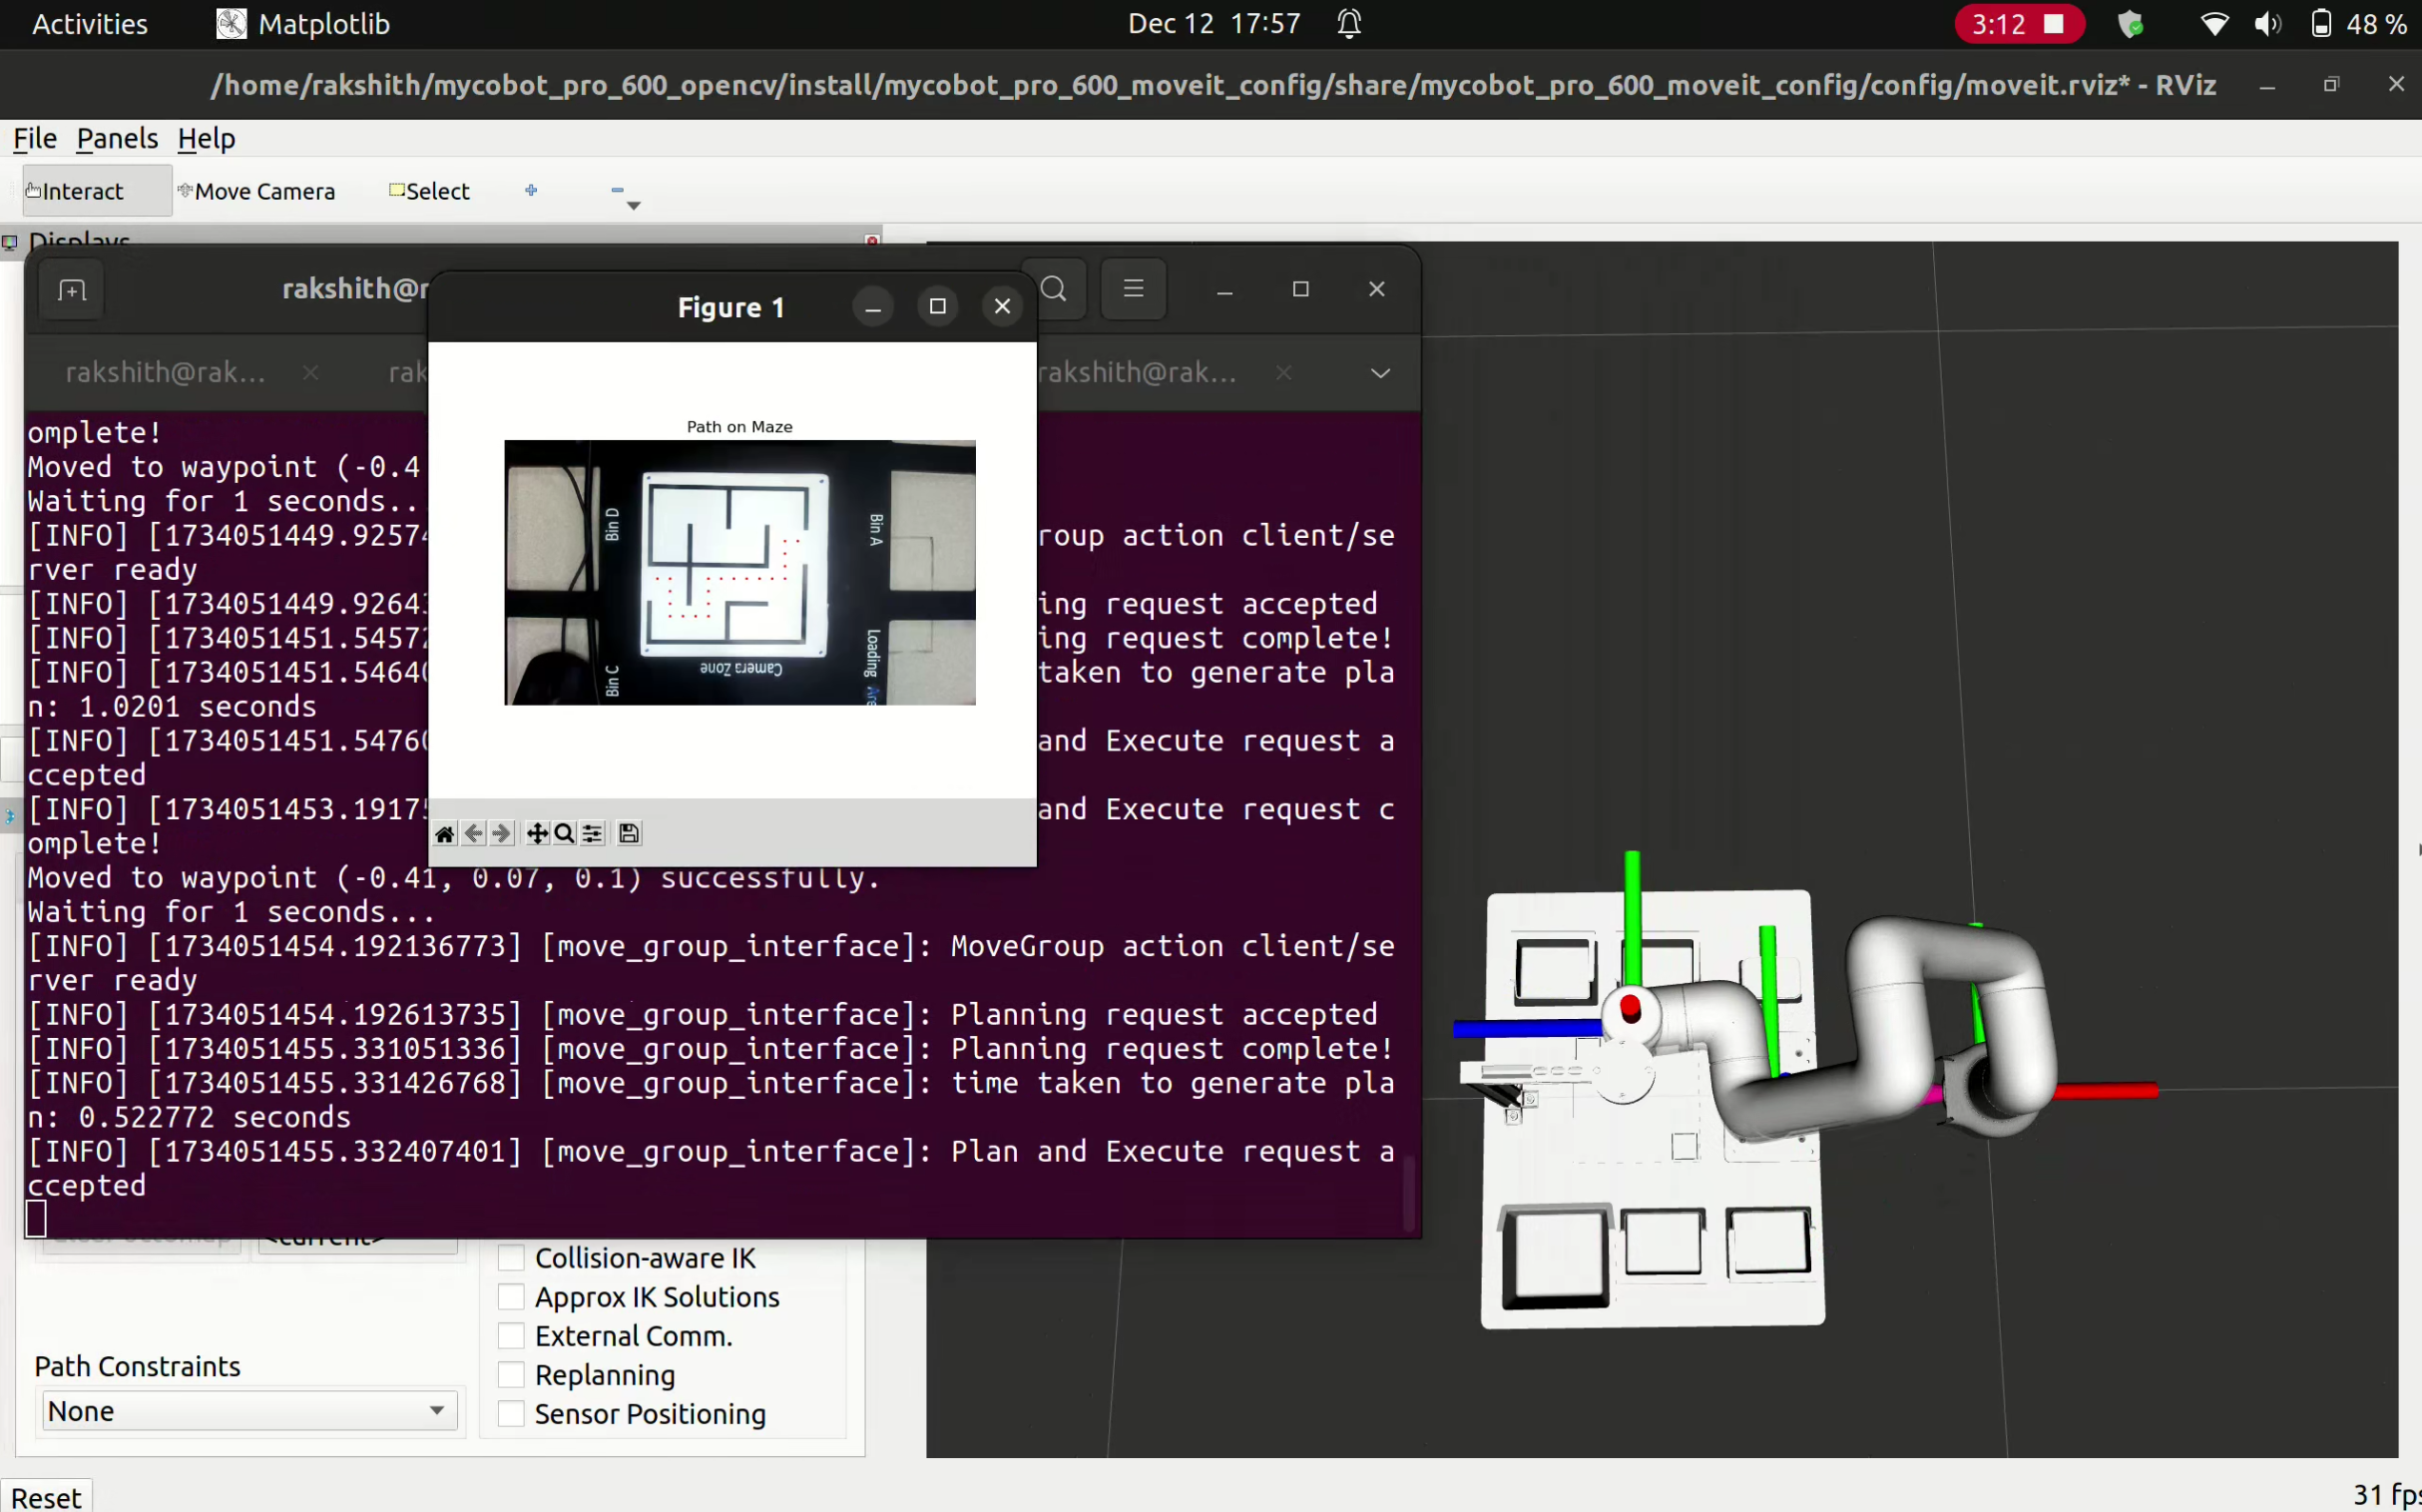 Activities
Matplotlib
Dec 12 17:57
3:12
48 %
/home/rakshith/mycobot_pro_600_opencv/install/mycobot_pro_600_moveit_config/share/mycobot_pro_600_moveit_config/config/moveit.rviz* - RViz
File Panels Help
Interact Move Camera Select
Displays
rakshith@r
Figure 1
rakshith@rak... rak rakshith@rak...
Path on Maze
Bin D
Bin A
Bin C
Loading
Camera Zone
omplete!
Moved to waypoint (-0.4
Waiting for 1 seconds..
[INFO] [1734051449.9257 roup action client/se
rver ready
[INFO] [1734051449.9264 ing request accepted
[INFO] [1734051451.5457 ing request complete!
[INFO] [1734051451.5464 taken to generate pla
n: 1.0201 seconds
[INFO] [1734051451.5476 and Execute request a
ccepted
[INFO] [1734051453.1917 and Execute request c
omplete!
Moved to waypoint (-0.41, 0.07, 0.1) successfully.
Waiting for 1 seconds...
[INFO] [1734051454.192136773] [move_group_interface]: MoveGroup action client/se
rver ready
[INFO] [1734051454.192613735] [move_group_interface]: Planning request accepted
[INFO] [1734051455.331051336] [move_group_interface]: Planning request complete!
[INFO] [1734051455.331426768] [move_group_interface]: time taken to generate pla
n: 0.522772 seconds
[INFO] [1734051455.332407401] [move_group_interface]: Plan and Execute request a
ccepted
<current>
Collision-aware IK
Approx IK Solutions
External Comm.
Replanning
Sensor Positioning
Path Constraints
None
Reset
31 fps